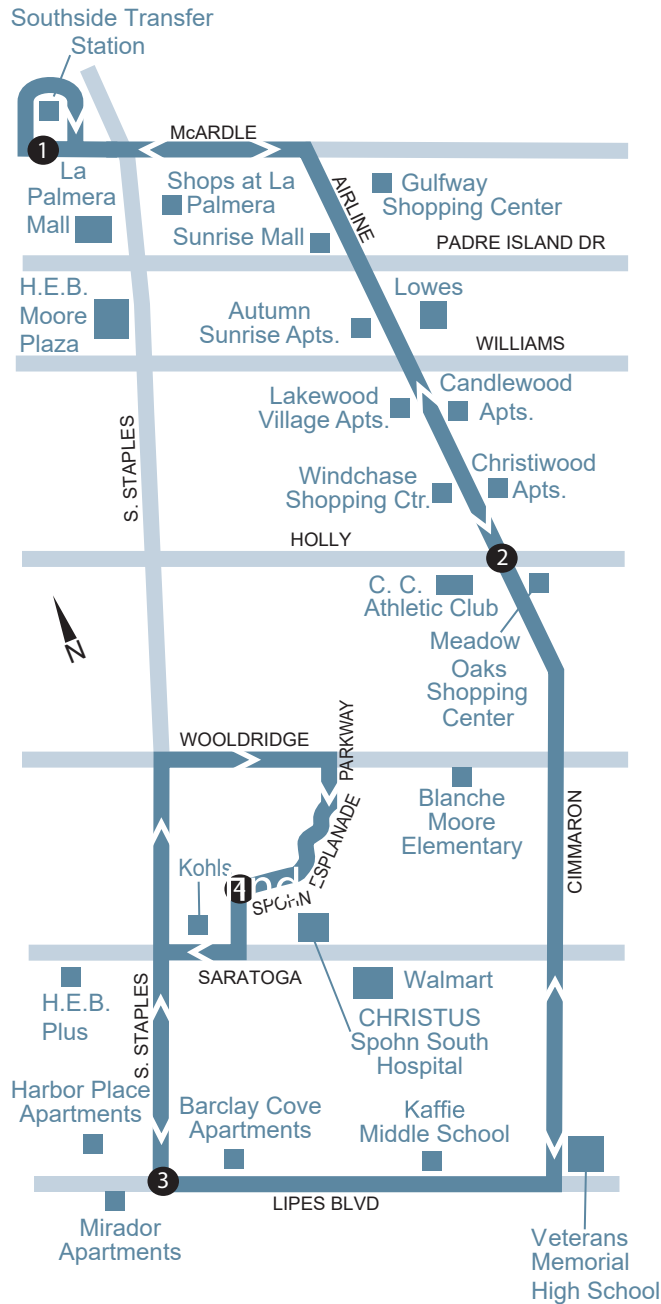 Southside Transfer
Station
1
McARDLE
La
Palmera
Mall
Shops at La
Palmera
AIRLINE
Gulfway
Shopping Center
Sunrise Mall
PADRE ISLAND DR
H.E.B.
Moore
Plaza
Autumn
Sunrise Apts.
Lowes
WILLIAMS
Lakewood
Village Apts.
Candlewood
Apts.
S. STAPLES
Windchase
Shopping Ctr.
Christiwood
Apts.
HOLLY
2
C. C.
Athletic Club
N
Meadow
Oaks
Shopping
Center
WOOLDRIDGE
PARKWAY
Blanche
Moore
Elementary
CIMMARON
ESPLANADE
Kohls
4
SPOHN
SARATOGA
H.E.B.
Plus
S. STAPLES
Walmart
CHRISTUS
Spohn South
Hospital
Harbor Place
Apartments
Barclay Cove
Apartments
Kaffie
Middle School
3
LIPES BLVD
Mirador
Apartments
Veterans
Memorial
High School